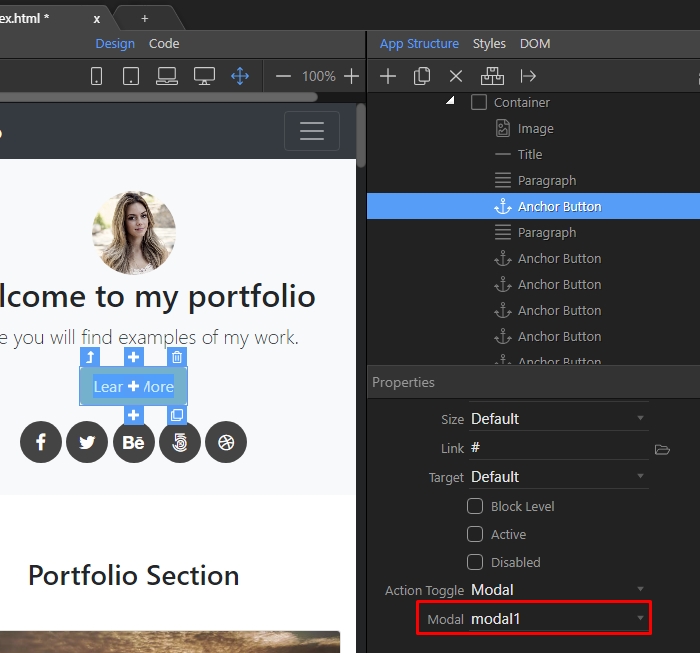 ex.html * x +
Design Code
100%
lcome to my portfolio
e you will find examples of my work.
Lear More
Bē
5
Portfolio Section
App Structure Styles DOM
Container
Image
Title
Paragraph
Anchor Button
Paragraph
Anchor Button
Anchor Button
Anchor Button
Anchor Button
Anchor Button
Properties
Size Default
Link #
Target Default
Block Level
Active
Disabled
Action Toggle Modal
Modal modal1